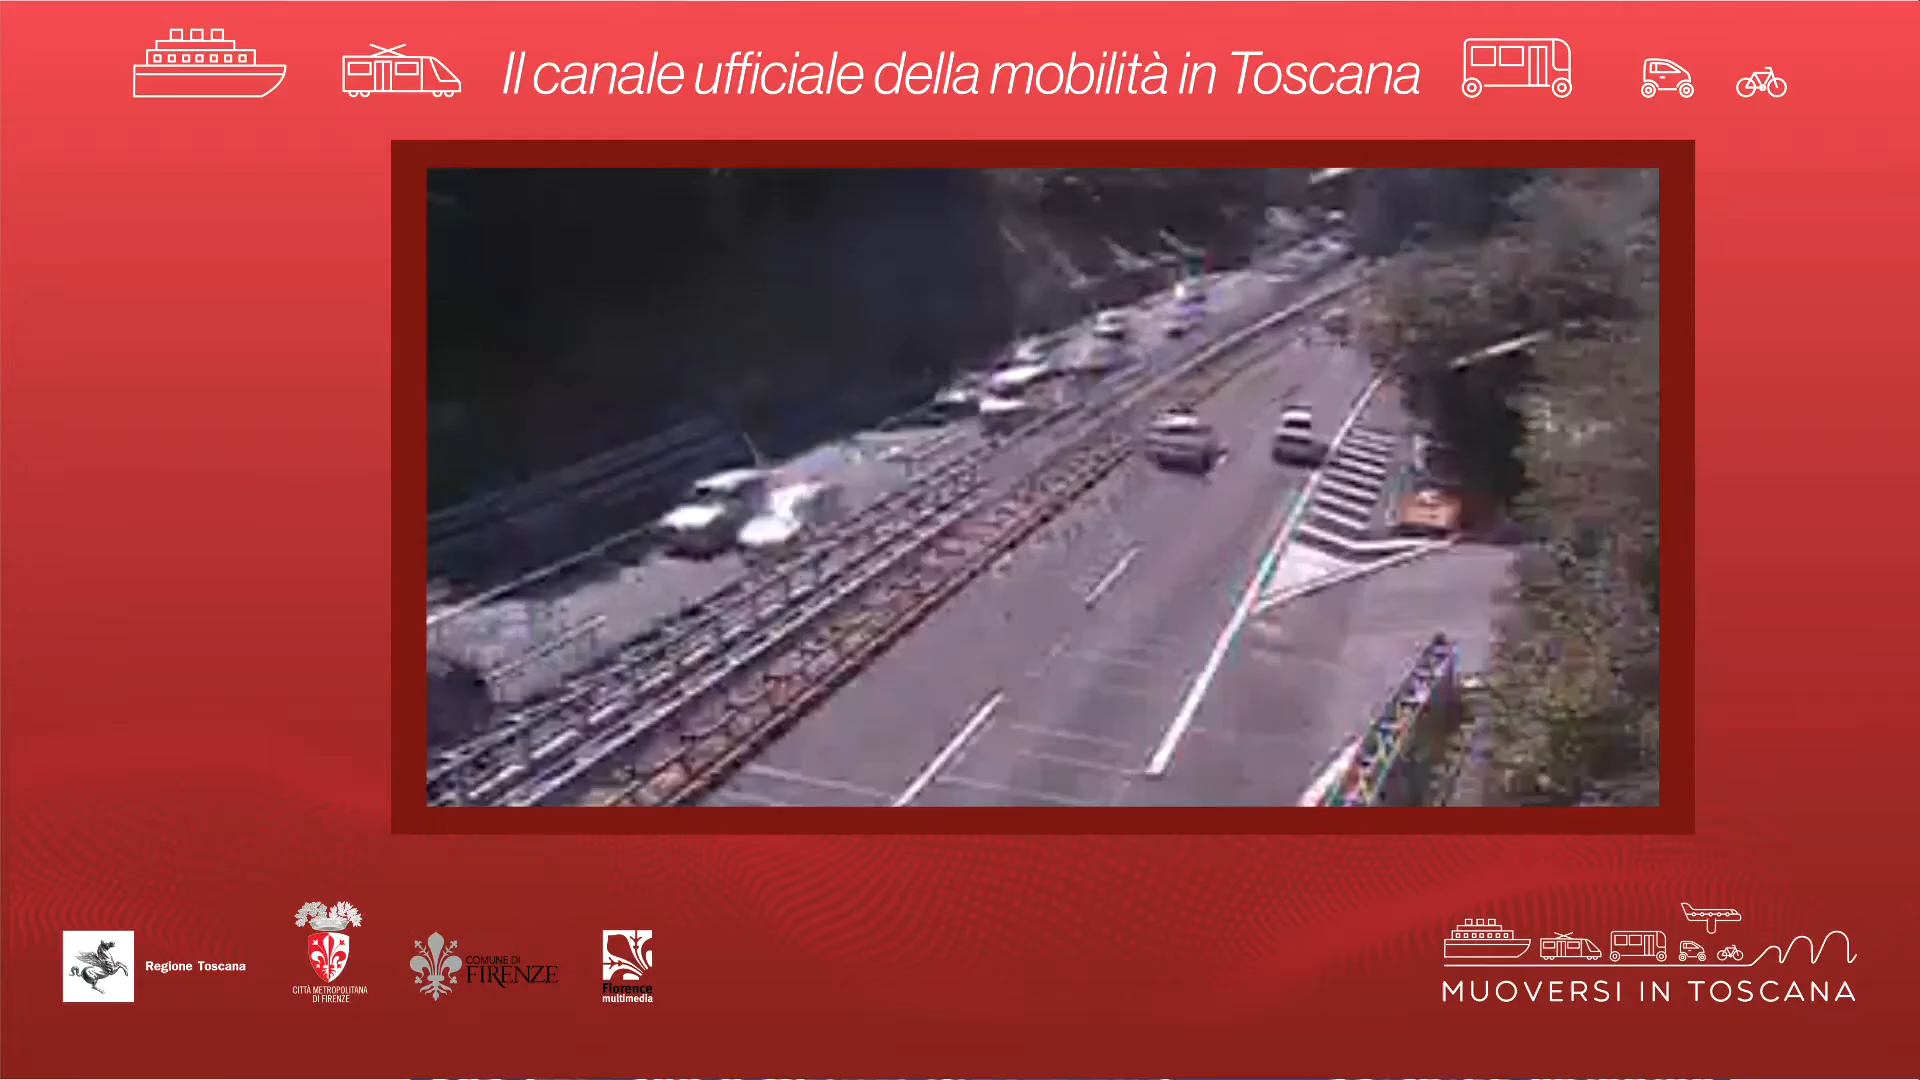 Il canale ufficiale della mobilità in Toscana
Regione Toscana
CITTÀ METROPOLITANA
DI FIRENZE
COMUNE DI
FIRENZE
Florence
multimedia
MUOVERSI IN TOSCANA